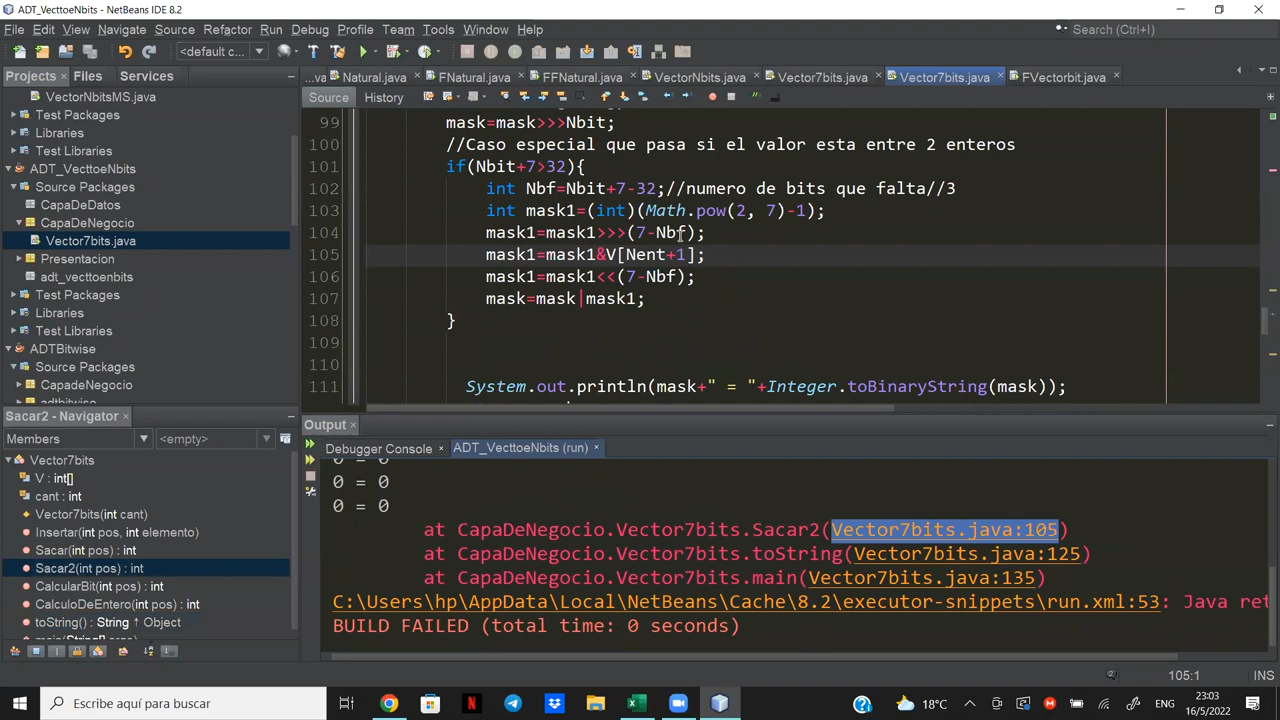 ADT_VecttoeNbits - NetBeans IDE 8.2
File Edit View Navigate Source Refactor Run Debug Profile Team Tools Window Help
Search (Ctrl+I)
<default c...
Projects Files Services
...va Natural.java FNatural.java FFNatural.java VectorNbits.java Vector7bits.java Vector7bits.java FVectorbit.java
Source History
VectorNbitsMS.java
Test Packages
Libraries
Test Libraries
ADT_VecttoeNbits
Source Packages
CapaDeDatos
CapaDeNegocio
Vector7bits.java
Presentacion
adt_vecttoenbits
Test Packages
Libraries
Test Libraries
ADTBitwise
Source Packages
CapadeNegocio
99 mask=mask>>>Nbit;
100 //Caso especial que pasa si el valor esta entre 2 enteros
101 if(Nbit+7>32){
102 int Nbf=Nbit+7-32;//numero de bits que falta//3
103 int mask1=(int)(Math.pow(2, 7)-1);
104 mask1=mask1>>>(7-Nbf);
105 mask1=mask1&V[Nent+1];
106 mask1=mask1<<(7-Nbf);
107 mask=mask|mask1;
108 }
109
110
111 System.out.println(mask+" = "+Integer.toBinaryString(mask));
Sacar2 - Navigator
Members <empty>
Vector7bits
V : int[]
cant : int
Vector7bits(int cant)
Insertar(int pos, int elemento)
Sacar(int pos) : int
Sacar2(int pos) : int
CalcularBit(int pos) : int
CalculoDeEntero(int pos) : int
toString() : String ↑ Object
Output
Debugger Console ADT_VecttoeNbits (run)
0 = 0
0 = 0
0 = 0
at CapaDeNegocio.Vector7bits.Sacar2(Vector7bits.java:105)
at CapaDeNegocio.Vector7bits.toString(Vector7bits.java:125)
at CapaDeNegocio.Vector7bits.main(Vector7bits.java:135)
C:\Users\hp\AppData\Local\NetBeans\Cache\8.2\executor-snippets\run.xml:53: Java ret
BUILD FAILED (total time: 0 seconds)
105:1 INS
Escribe aquí para buscar
18°C
ENG
23:03
16/5/2022